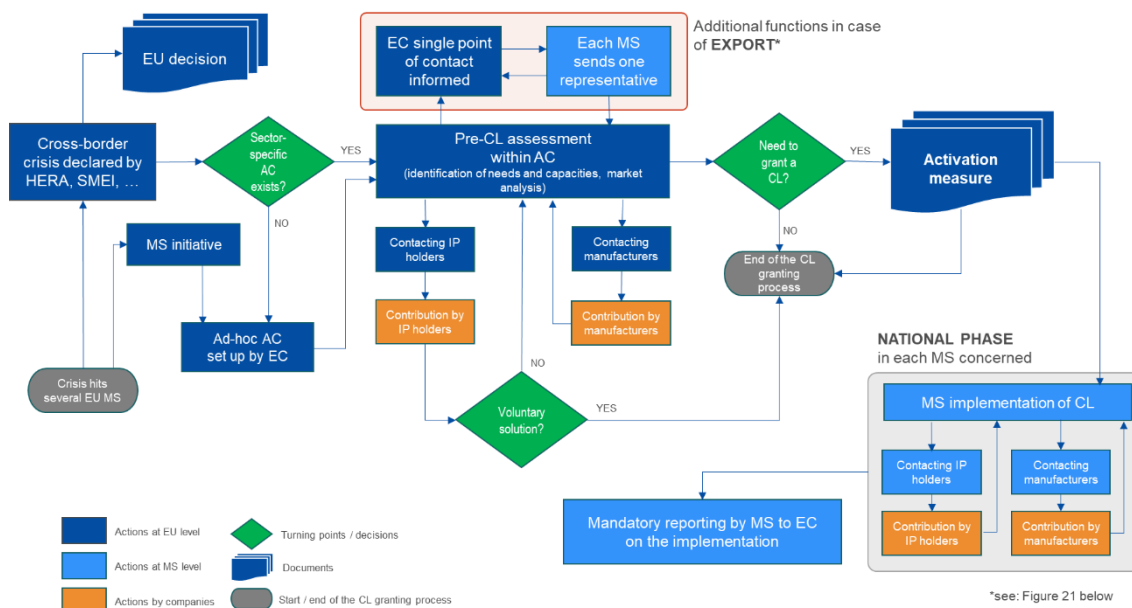 EU decision
EC single point
of contact
informed
Each MS
sends one
representative
Additional functions in case
of EXPORT*
Cross-border
crisis declared by
HERA, SMEI, …
Sector-
specific
AC
exists?
YES
NO
Pre-CL assessment
within AC
(identification of needs and capacities, market
analysis)
Need to
grant a
CL?
YES
NO
Activation
measure
MS initiative
Contacting IP
holders
Contacting
manufacturers
End of the CL
granting
process
Ad-hoc AC
set up by EC
Contribution by
IP holders
Contribution by
manufacturers
NO
Crisis hits
several EU MS
Voluntary
solution?
YES
NATIONAL PHASE
in each MS concerned
MS implementation of CL
Contacting IP
holders
Contacting
manufacturers
Contribution by
IP holders
Contribution by
manufacturers
Mandatory reporting by MS to EC
on the implementation
Actions at EU level
Turning points / decisions
Actions at MS level
Documents
Actions by companies
Start / end of the CL granting process
*see: Figure 21 below